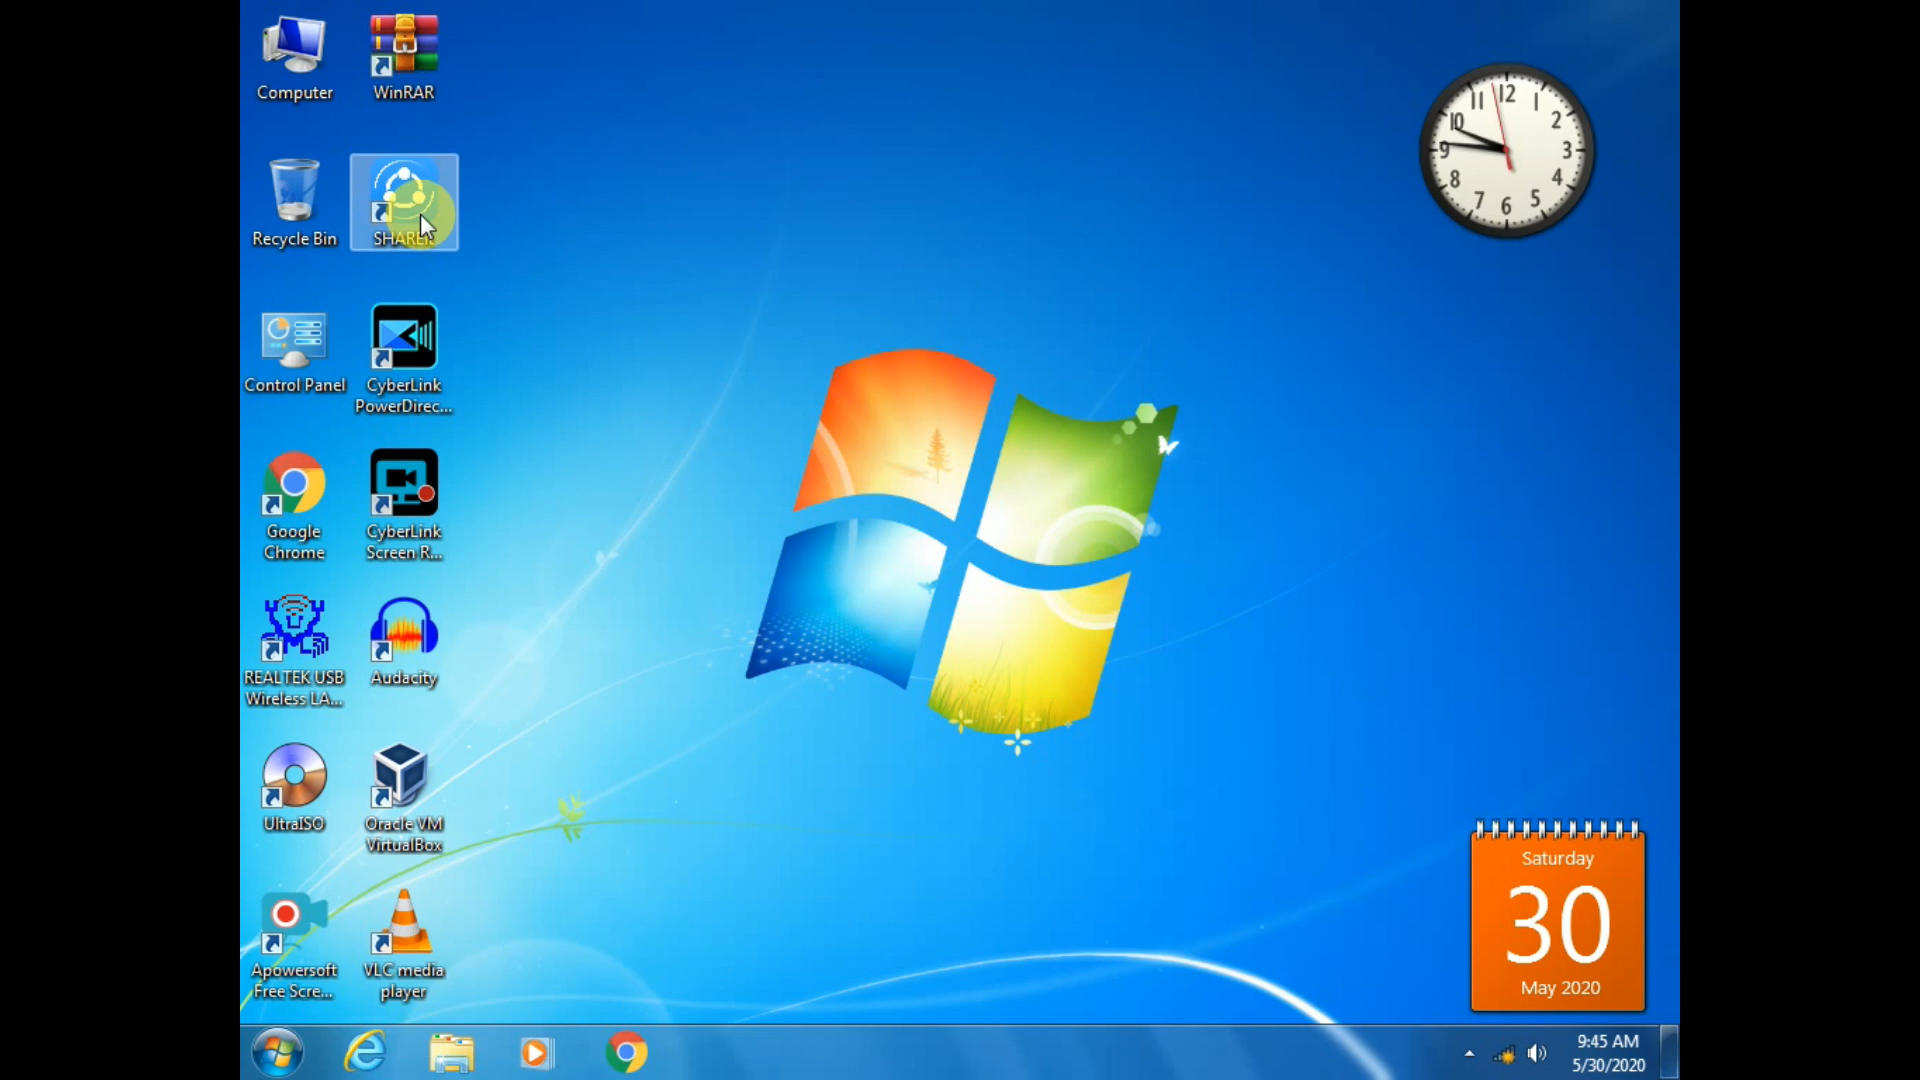 Computer
WinRAR
Recycle Bin
Control Panel
CyberLink
PowerDirec...
Google
Chrome
CyberLink
Screen R...
REALTEK USB
Wireless LA...
Audacity
UltraISO
Oracle VM
VirtualBox
Apowersoft
Free Scre...
VLC media
player
12
1
2
3
4
5
6
7
8
9
10
11
Saturday
30
May 2020
9:45 AM
5/30/2020